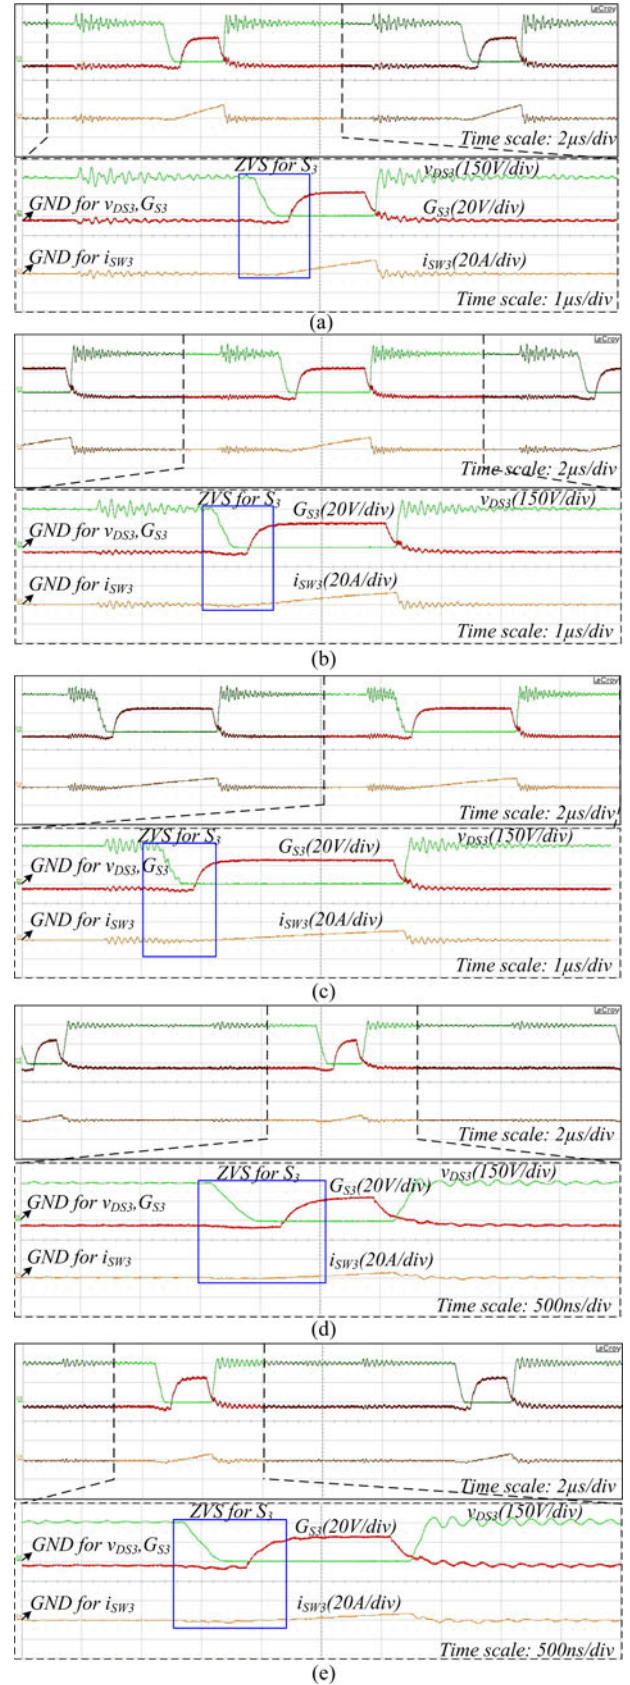 LeCroy
Time scale: 2μs/div
ZVS for S3
vDS3(150V/div)
GND for vDS3,GS3
GS3(20V/div)
GND for iSW3
iSW3(20A/div)
Time scale: 1μs/div
(a)
LeCroy
Time scale: 2μs/div
ZVS for S3
GS3(20V/div)
vDS3(150V/div)
GND for vDS3,GS3
GND for iSW3
iSW3(20A/div)
Time scale: 1μs/div
(b)
LeCroy
Time scale: 2μs/div
ZVS for S3
GS3(20V/div)
vDS3(150V/div)
GND for vDS3,GS3
GND for iSW3
iSW3(20A/div)
Time scale: 1μs/div
(c)
LeCroy
Time scale: 2μs/div
ZVS for S3
vDS3(150V/div)
GS3(20V/div)
GND for vDS3,GS3
GND for iSW3
iSW3(20A/div)
Time scale: 500ns/div
(d)
LeCroy
Time scale: 2μs/div
ZVS for S3
vDS3(150V/div)
GS3(20V/div)
GND for vDS3,GS3
GND for iSW3
iSW3(20A/div)
Time scale: 500ns/div
(e)